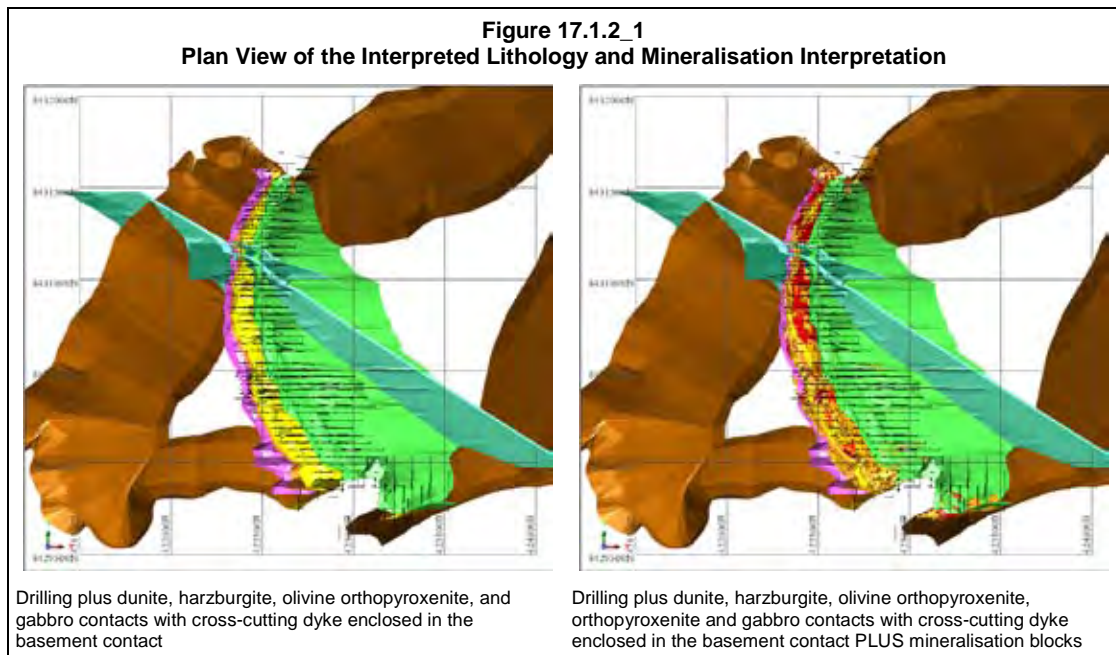 Figure 17.1.2_1
Plan View of the Interpreted Lithology and Mineralisation Interpretation
Drilling plus dunite, harzburgite, olivine orthopyroxenite, and
gabbro contacts with cross-cutting dyke enclosed in the
basement contact
Drilling plus dunite, harzburgite, olivine orthopyroxenite,
orthopyroxenite and gabbro contacts with cross-cutting dyke
enclosed in the basement contact PLUS mineralisation blocks